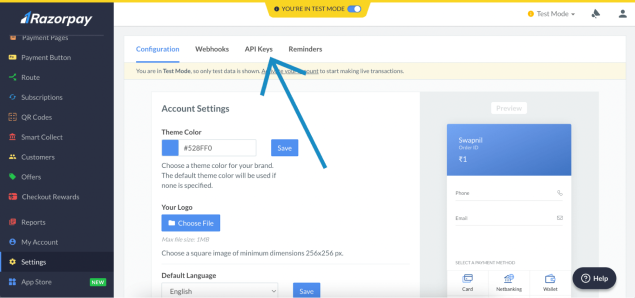 YOU'RE IN TEST MODE
Razorpay
Test Mode
Payment Pages
Payment Button
Route
Subscriptions
QR Codes
Smart Collect
Customers
Offers
Checkout Rewards
Reports
My Account
Settings
App Store NEW
Configuration Webhooks API Keys Reminders
You are in Test Mode, so only test data is shown. Activate your account to start making live transactions.
Account Settings
Theme Color
#528FF0
Save
Choose a theme color for your brand.
The default theme color will be used if
none is specified.
Your Logo
Choose File
Max file size: 1MB
Choose a square image of minimum dimensions 256x256 px.
Default Language
English
Save
Preview
Swapnil
Order ID
₹1
Phone
Email
SELECT A PAYMENT METHOD
Card Netbanking Wallet
Help